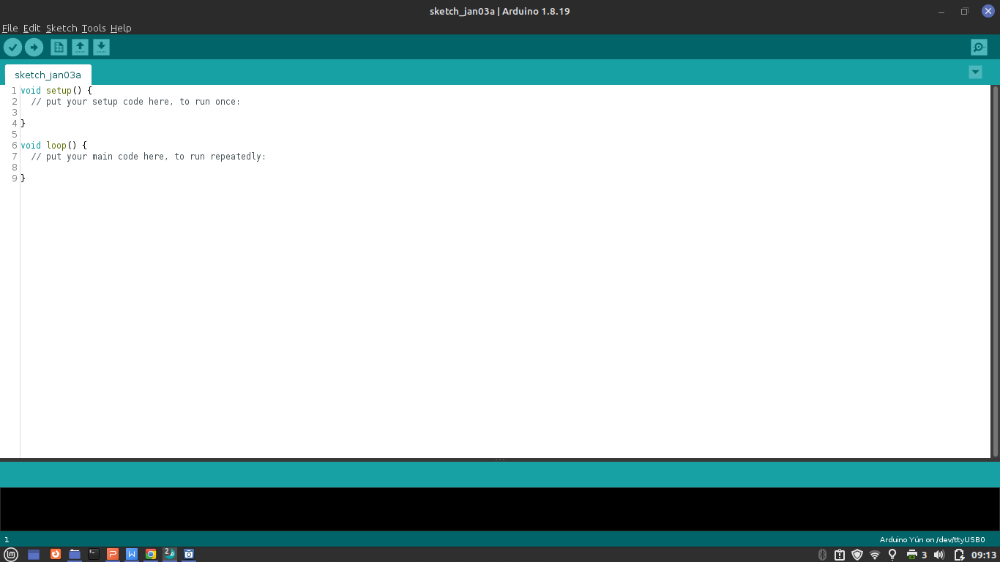 sketch_jan03a | Arduino 1.8.19
File Edit Sketch Tools Help
sketch_jan03a
1 void setup() {
2 // put your setup code here, to run once:
3
4 }
5
6 void loop() {
7 // put your main code here, to run repeatedly:
8
9 }
1 Arduino Yún on /dev/ttyUSB0
P W 2 3 09:13